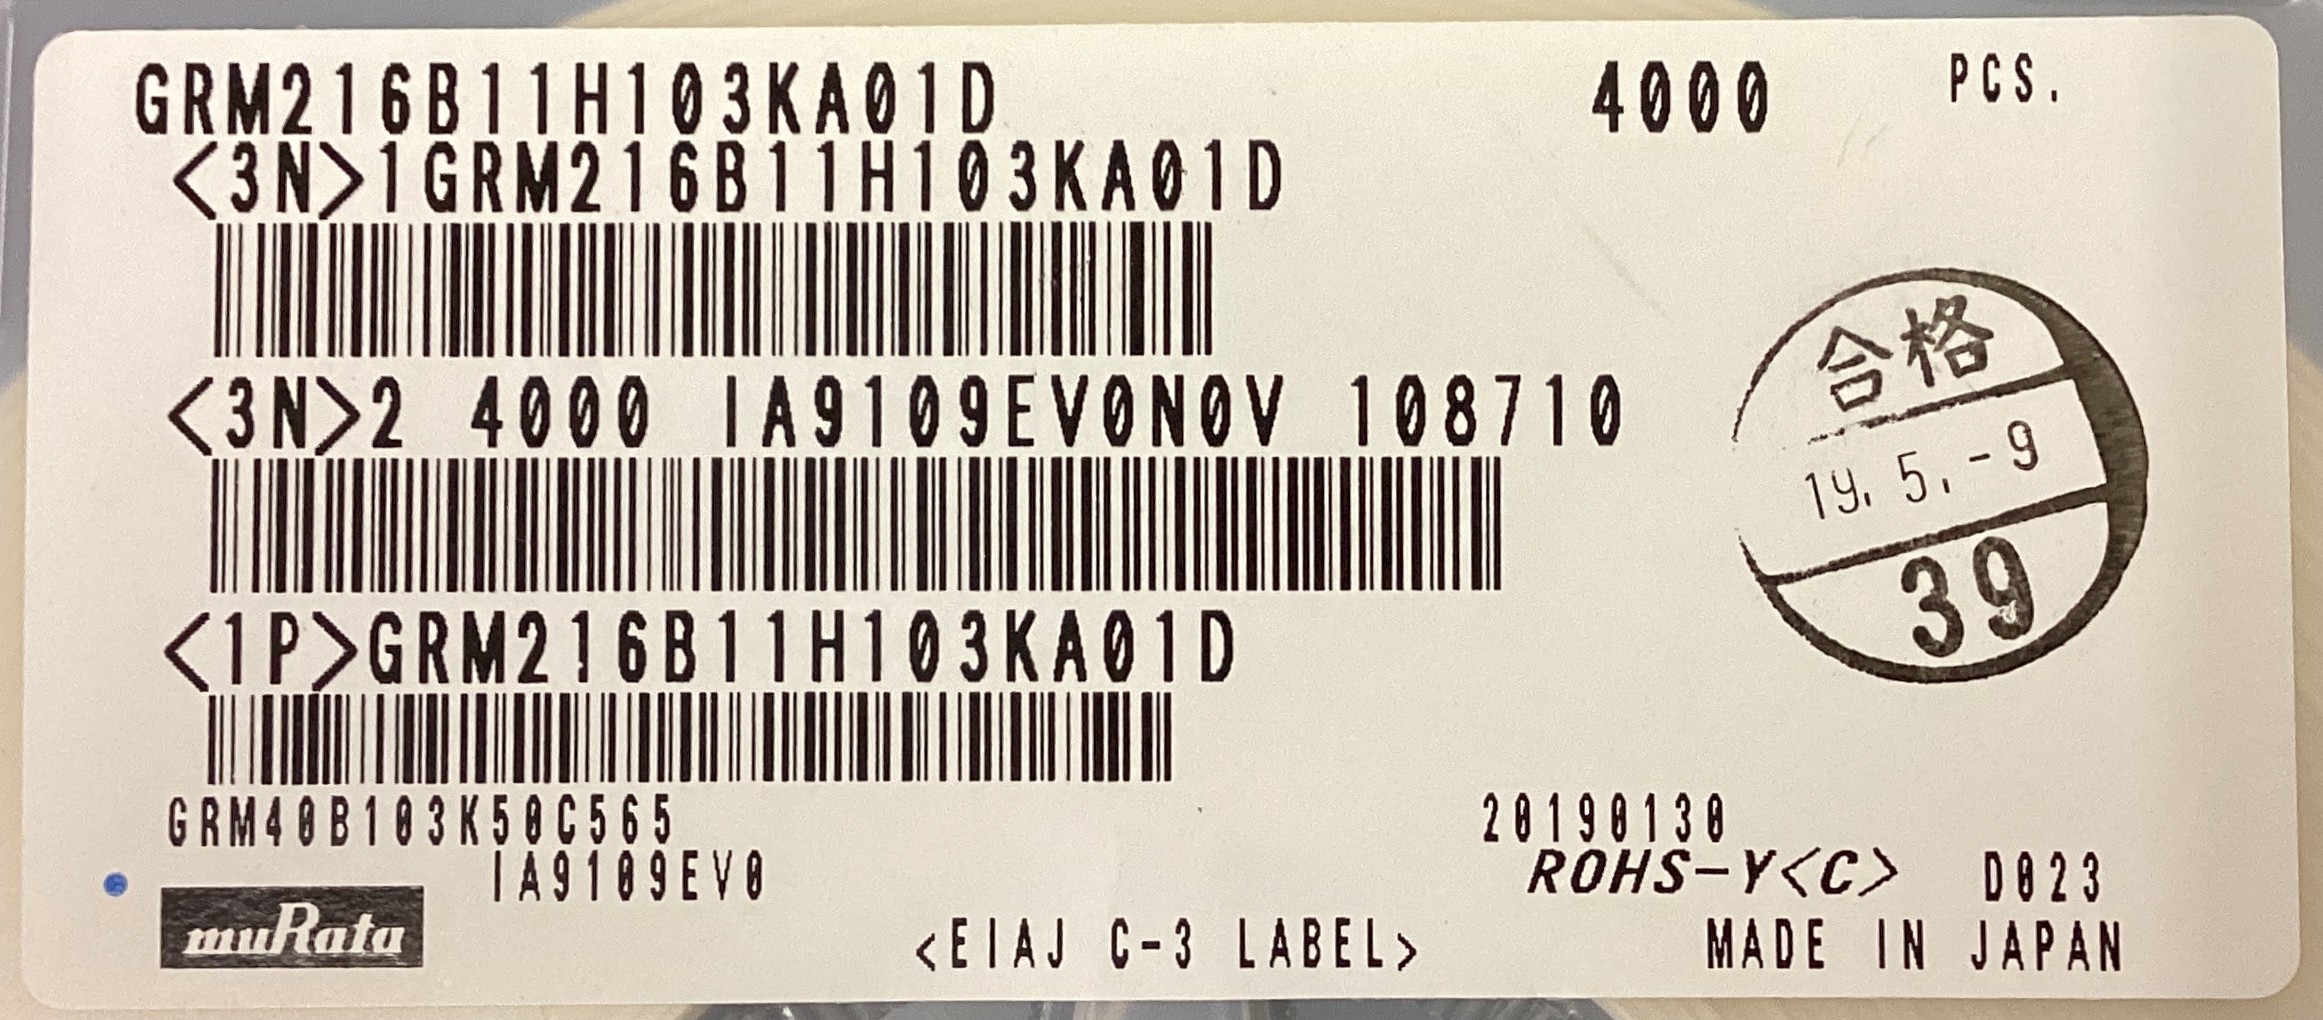 GRM216B11H103KA01D 4000 PCS.
<3N>1GRM216B11H103KA01D
<3N>2 4000 IA9109EV0N0V 108710
<1P>GRM216B11H103KA01D
合格
19. 5. -9
39
GRM40B103K50C565 20190130
IA9109EV0 ROHS-Y<C> D023
muRata <EIAJ C-3 LABEL> MADE IN JAPAN